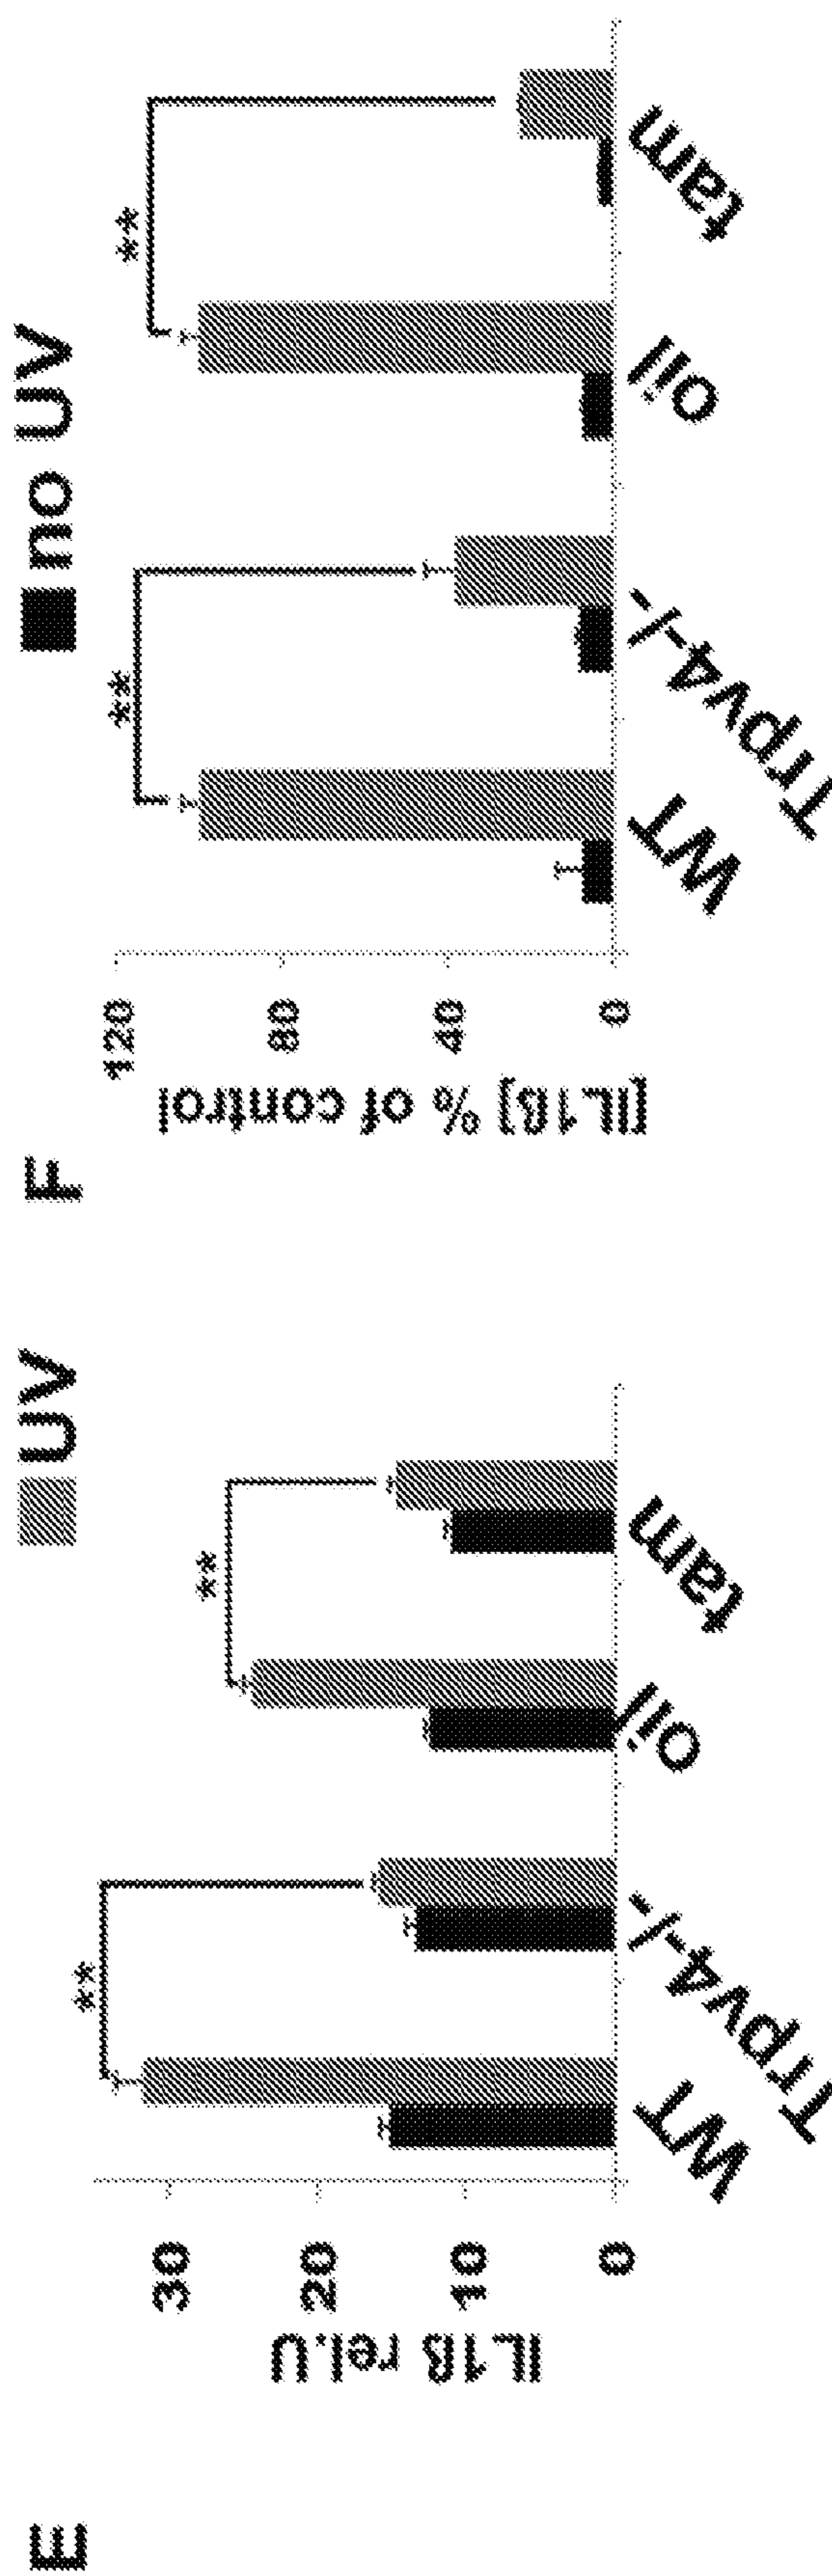 E
UV
IL1ß rel.U
30
20
10
0
**
**
WT
Trpv4-/-
oil
tam
F
no UV
[IL1ß] % of control
120
80
40
0
**
**
WT
Trpv4-/-
oil
tam